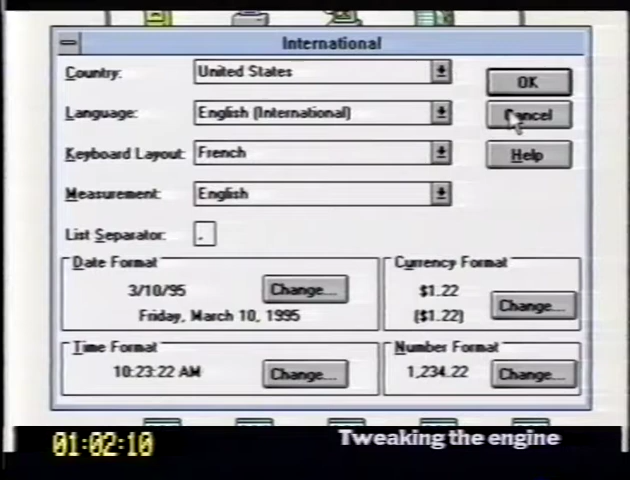 International
Country: United States OK
Language: English (International) Cancel
Keyboard Layout: French Help
Measurement: English
List Separator: ,
Date Format Currency Format
3/10/95 Change... $1.22 Change...
Friday, March 10, 1995 ($1.22)
Time Format Number Format
10:23:22 AM Change... 1,234.22 Change...
01:02:10 Tweaking the engine